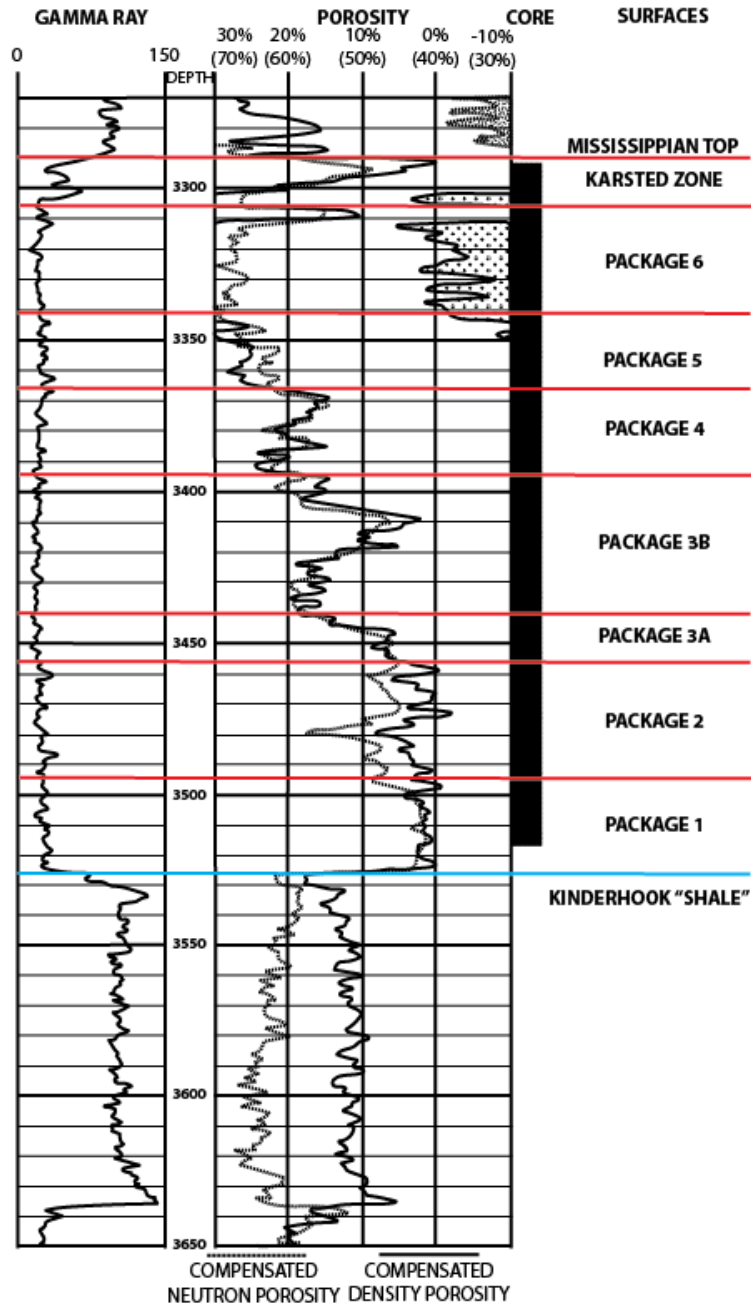 GAMMA RAY POROSITY CORE SURFACES
30% 20% 10% 0% -10%
0 150 (70%) (60%) (50%) (40%) (30%)
DEPTH
MISSISSIPPIAN TOP
KARSTED ZONE
3300
PACKAGE 6
3350
PACKAGE 5
PACKAGE 4
3400
PACKAGE 3B
PACKAGE 3A
3450
PACKAGE 2
3500
PACKAGE 1
KINDERHOOK “SHALE”
3550
3600
3650
COMPENSATED COMPENSATED
NEUTRON POROSITY DENSITY POROSITY